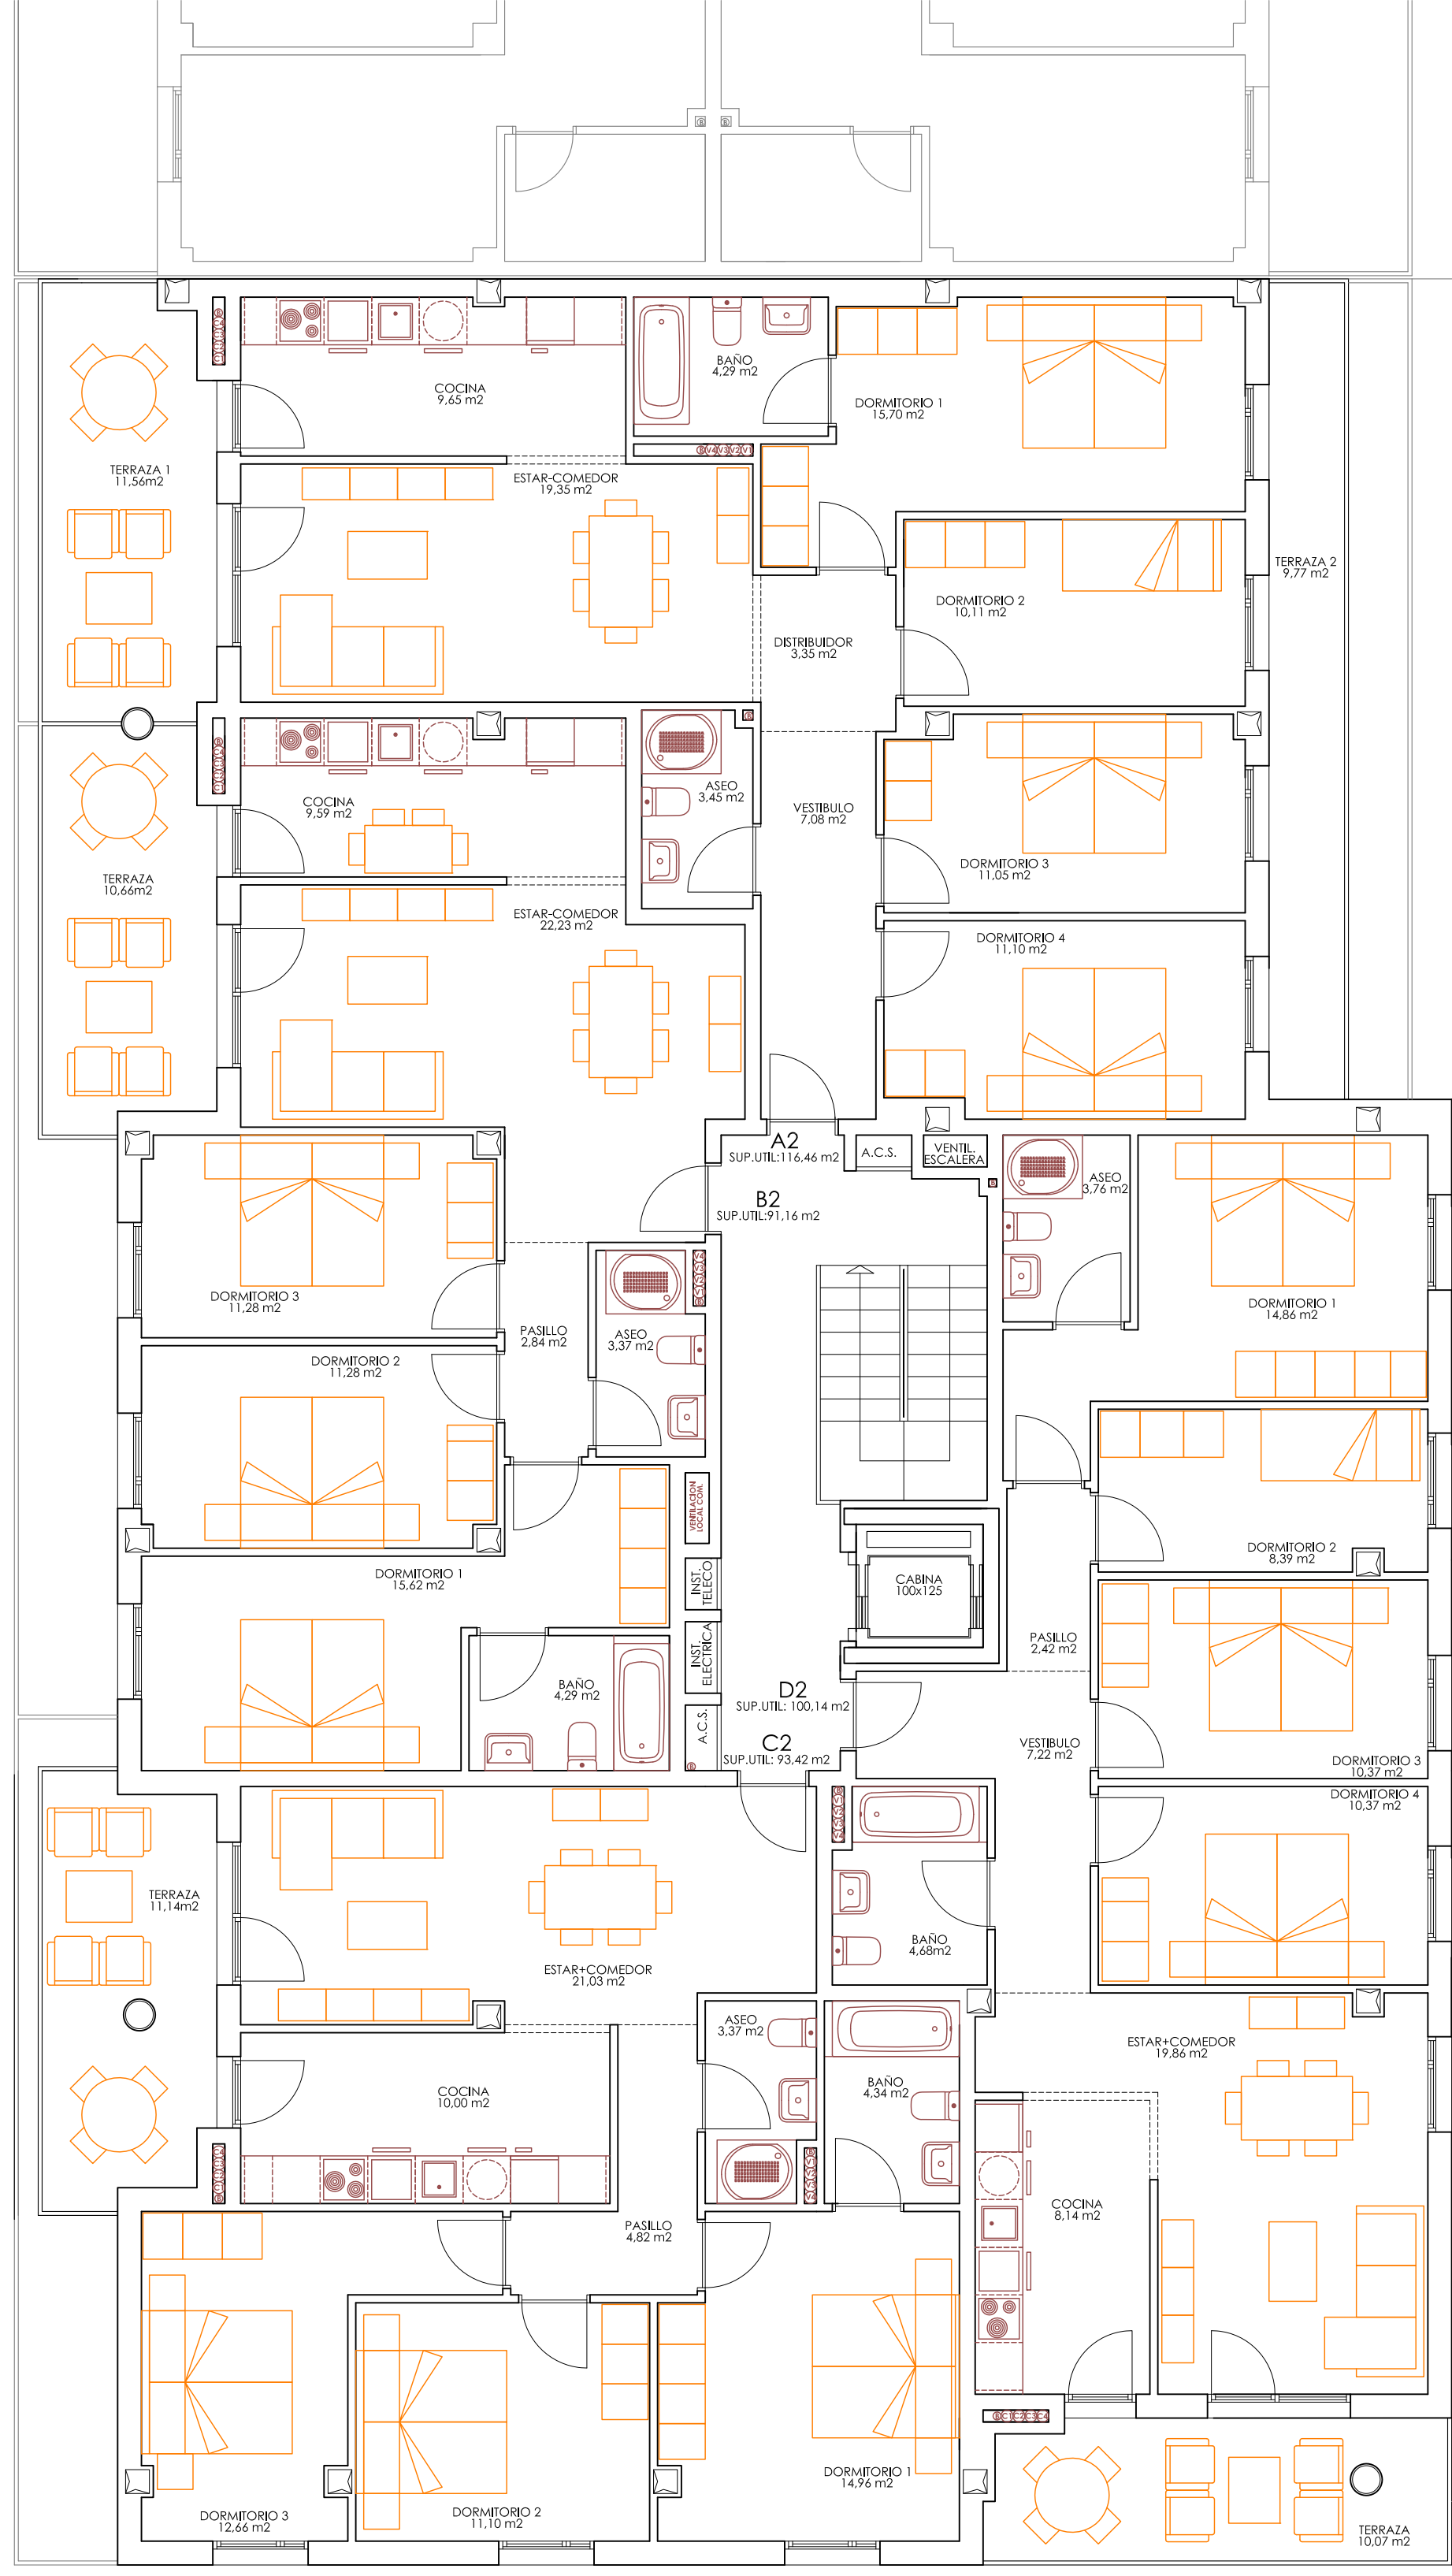 BAÑO
4,29 m2
COCINA
9,65 m2
DORMITORIO 1
15,70 m2
TERRAZA 1
11,56m2
ESTAR-COMEDOR
19,35 m2
TERRAZA 2
9,77 m2
DORMITORIO 2
10,11 m2
DISTRIBUIDOR
3,35 m2
ASEO
3,45 m2
COCINA
9,59 m2
VESTIBULO
7,08 m2
DORMITORIO 3
11,05 m2
TERRAZA
10,66m2
ESTAR-COMEDOR
22,23 m2
DORMITORIO 4
11,10 m2
A2
SUP.UTIL:116,46 m2
A.C.S.
VENTIL.
ESCALERA
ASEO
3,76 m2
B2
SUP.UTIL:91,16 m2
DORMITORIO 3
11,28 m2
DORMITORIO 1
14,86 m2
PASILLO
2,84 m2
ASEO
3,37 m2
DORMITORIO 2
11,28 m2
VENTILACION
LOCAL COM.
DORMITORIO 2
8,39 m2
DORMITORIO 1
15,62 m2
INST.
TELECO
CABINA
100x125
INST.
ELECTRICA
PASILLO
2,42 m2
BAÑO
4,29 m2
D2
SUP.UTIL: 100,14 m2
A.C.S.
C2
SUP.UTIL: 93,42 m2
VESTIBULO
7,22 m2
DORMITORIO 3
10,37 m2
DORMITORIO 4
10,37 m2
TERRAZA
11,14m2
BAÑO
4,68m2
ESTAR+COMEDOR
21,03 m2
ASEO
3,37 m2
ESTAR+COMEDOR
19,86 m2
COCINA
10,00 m2
BAÑO
4,34 m2
COCINA
8,14 m2
PASILLO
4,82 m2
DORMITORIO 1
14,96 m2
DORMITORIO 3
12,66 m2
DORMITORIO 2
11,10 m2
TERRAZA
10,07 m2